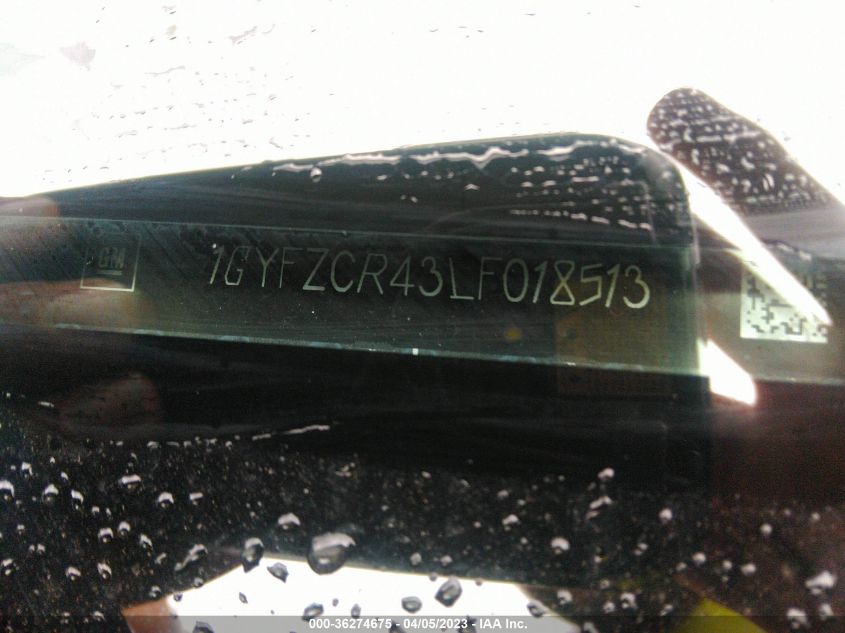 GM 1GYFZCR43LF018513
000-36274675 - 04/05/2023 - IAA Inc.